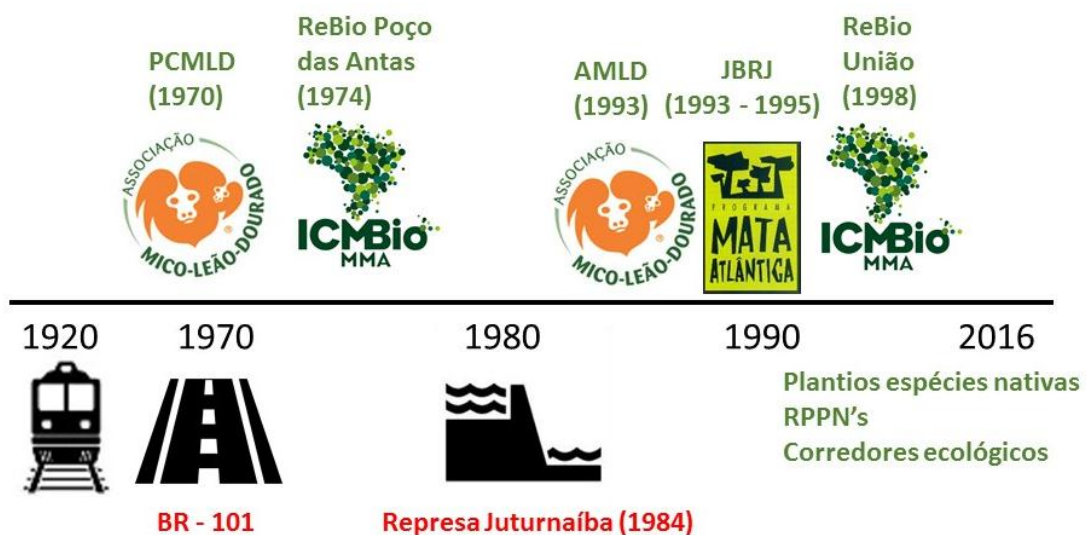 PCMLD
(1970)
ReBio Poço
das Antas
(1974)
AMLD
(1993)
JBRJ
(1993 - 1995)
ReBio
União
(1998)
ASSOCIAÇÃO
MICO-LEÃO-DOURADO
ICMBio
MMA
ASSOCIAÇÃO
MICO-LEÃO-DOURADO
PROGRAMA
MATA
ATLÂNTICA
ICMBio
MMA
1920
1970
1980
1990
2016
Plantios espécies nativas
RPPN's
Corredores ecológicos
BR - 101
Represa Juturnaíba (1984)